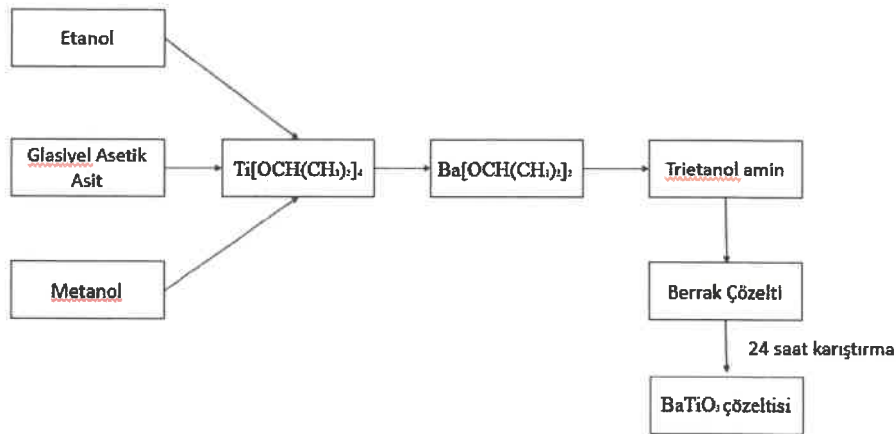 Etanol
Glasiyel Asetik
Asit
Metanol
Ti[OCH(CH₃)₂]₄
Ba[OCH(CH₃)₂]₂
Trietanol amin
Berrak Çözelti
24 saat karıştırma
BaTiO₃ çözeltisi